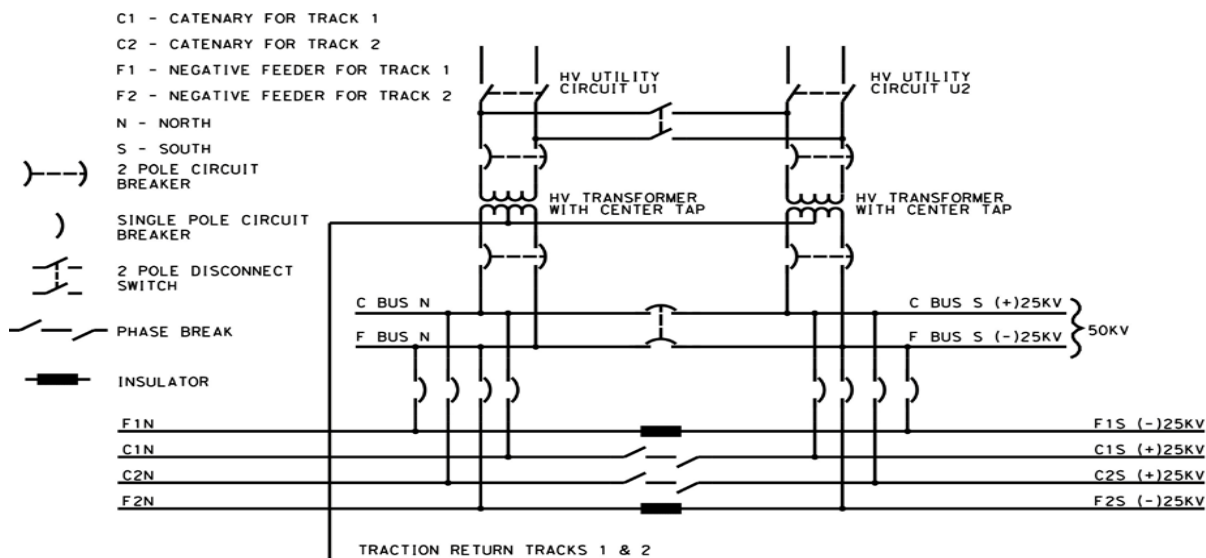 C1 - CATENARY FOR TRACK 1
C2 - CATENARY FOR TRACK 2
F1 - NEGATIVE FEEDER FOR TRACK 1
F2 - NEGATIVE FEEDER FOR TRACK 2
N - NORTH
S - SOUTH
2 POLE CIRCUIT
BREAKER
SINGLE POLE CIRCUIT
BREAKER
2 POLE DISCONNECT
SWITCH
PHASE BREAK
INSULATOR
HV UTILITY
CIRCUIT U1
HV UTILITY
CIRCUIT U2
HV TRANSFORMER
WITH CENTER TAP
HV TRANSFORMER
WITH CENTER TAP
C BUS N
C BUS S (+)25KV
F BUS N
F BUS S (-)25KV
50KV
F1N
F1S (-)25KV
C1N
C1S (+)25KV
C2N
C2S (+)25KV
F2N
F2S (-)25KV
TRACTION RETURN TRACKS 1 & 2